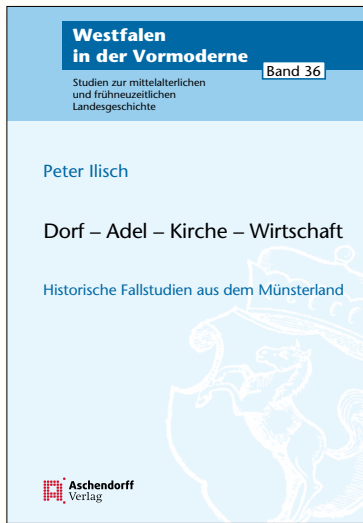 Westfalen
in der Vormoderne
Band 36
Studien zur mittelalterlichen
und frühneuzeitlichen
Landesgeschichte
Peter Ilisch
Dorf – Adel – Kirche – Wirtschaft
Historische Fallstudien aus dem Münsterland
Aschendorff
Verlag